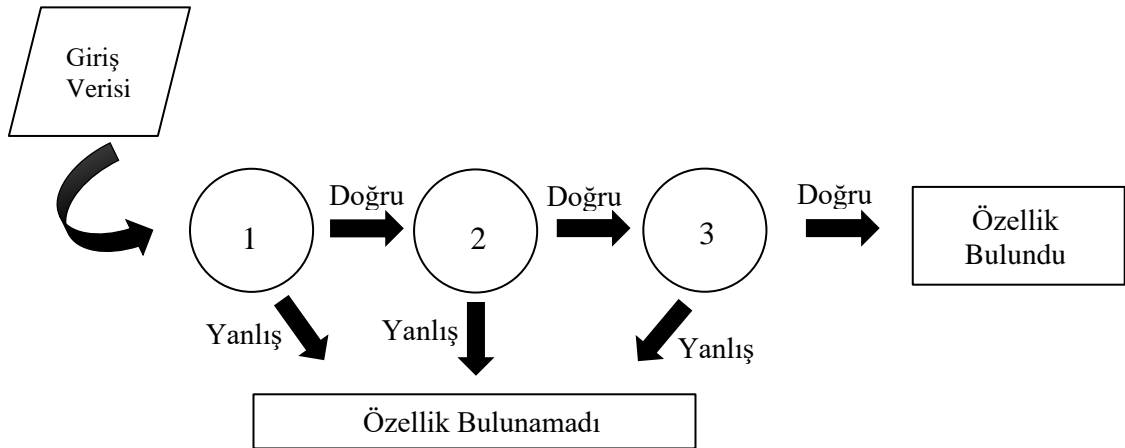 Giriş
Verisi
Doğru
Doğru
Doğru
1
2
3
Özellik
Bulundu
Yanlış
Yanlış
Yanlış
Özellik Bulunamadı